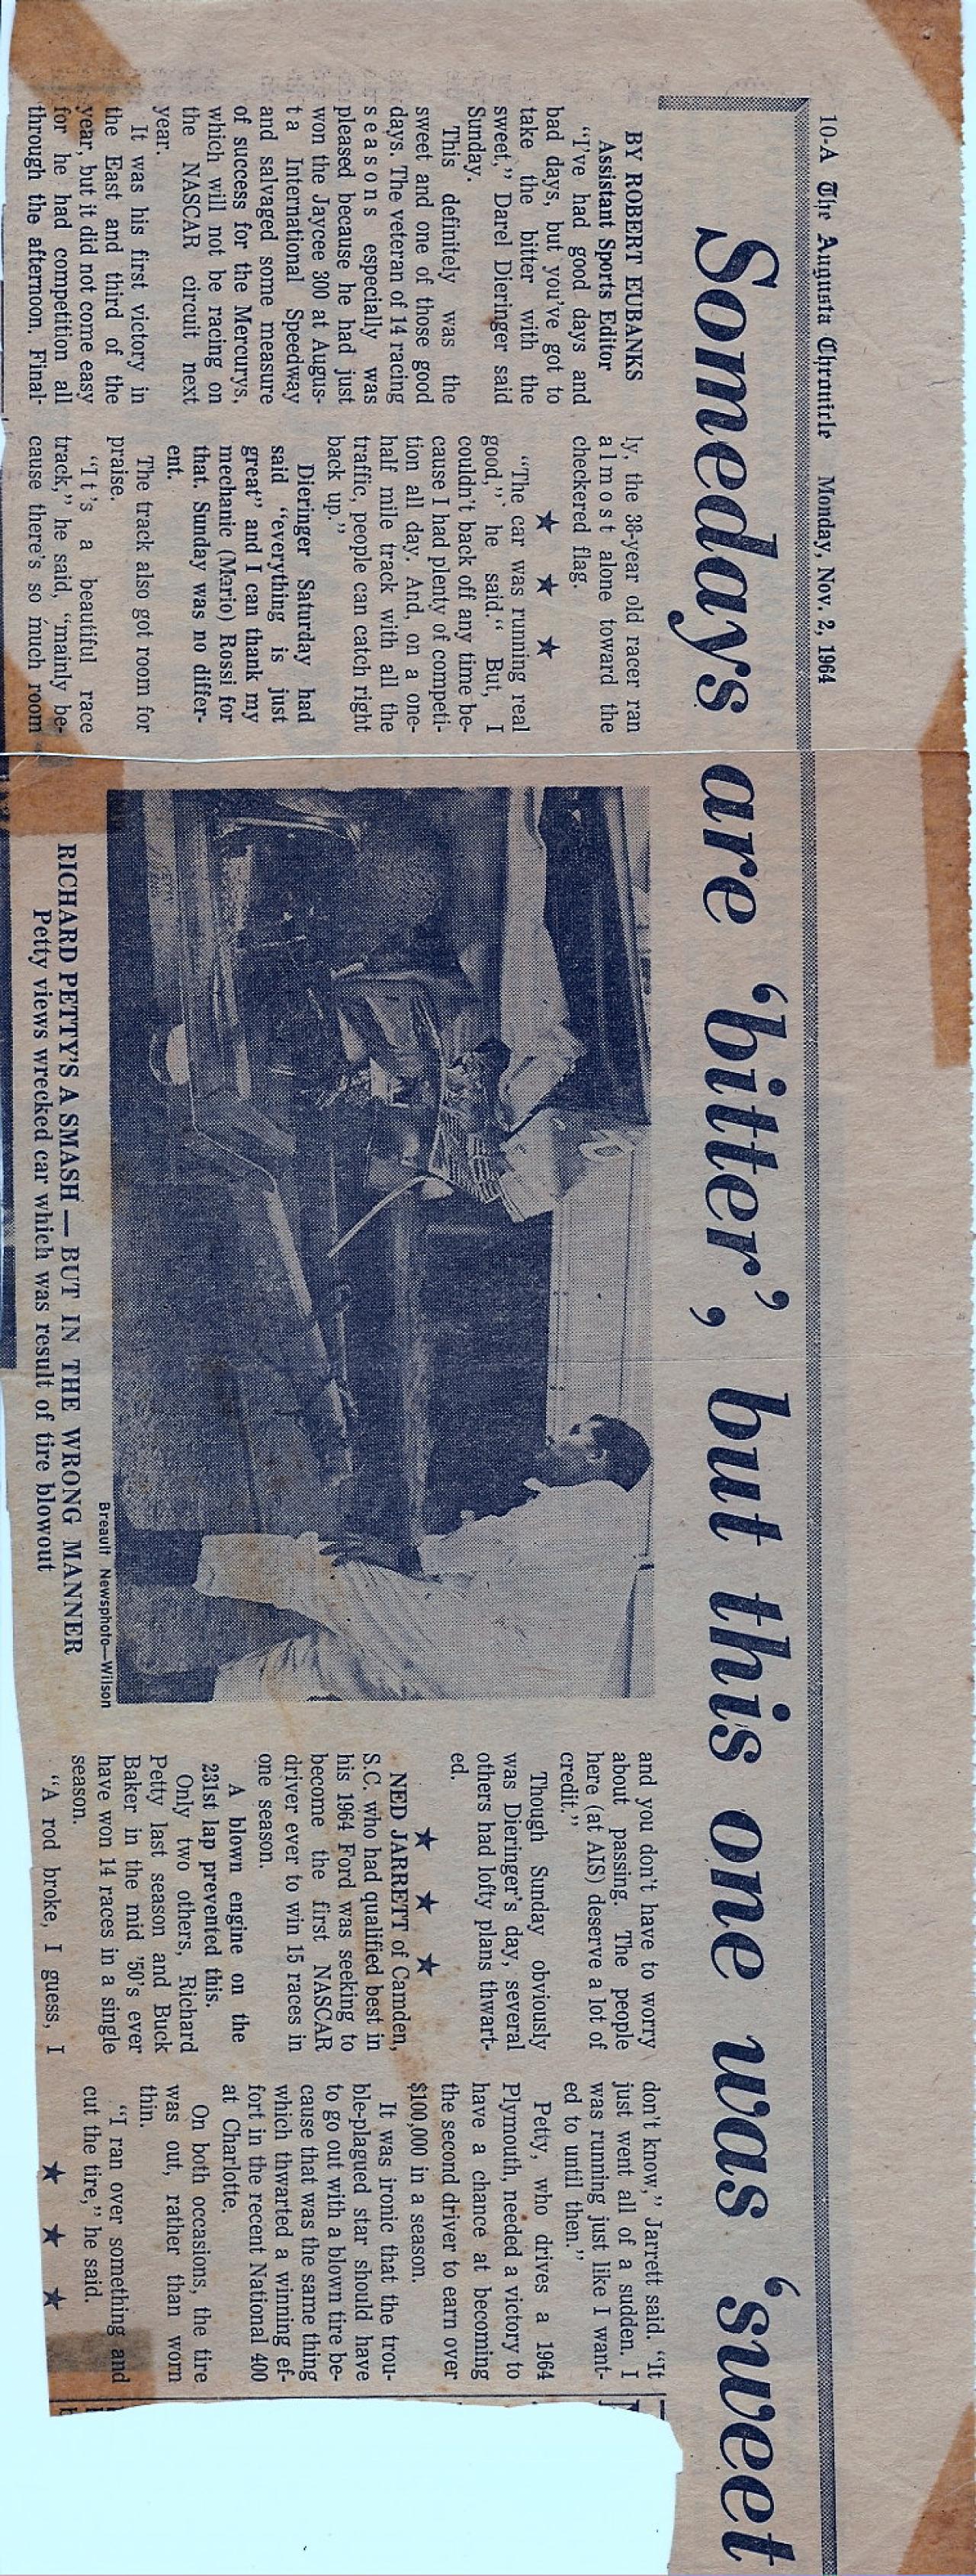 10-A The Augusta Chronicle Monday, Nov. 2, 1964
Somedays are ‘bitter’, but this one was ‘sweet
BY ROBERT EUBANKS
Assistant Sports Editor
“I've had good days and
bad days, but you've got to
take the bitter with the
sweet,” Darel Dieringer said
Sunday.
This definitely was the
sweet and one of those good
days. The veteran of 14 racing
seasons especially was
pleased because he had just
won the Jaycee 300 at Augus-
ta International Speedway
and salvaged some measure
of success for the Mercurys,
which will not be racing on
the NASCAR circuit next
year.
It was his first victory in
the East and third of the
year, but it did not come easy
for he had competition all
through the afternoon. Final-
ly, the 38-year old racer ran
almost alone toward the
checkered flag.
★ ★ ★
“The car was running real
good,” he said.“ But, I
couldn't back off any time be-
cause I had plenty of competi-
tion all day. And, on a one-
half mile track with all the
traffic, people can catch right
back up.”
Dieringer Saturday had
said “everything is just
great” and I can thank my
mechanic (Mario) Rossi for
that. Sunday was no differ-
ent.
The track also got room for
praise.
“It's a beautiful race
track,” he said, “mainly be-
cause there's so much room
Breault Newsphoto—Wilson
RICHARD PETTY'S A SMASH — BUT IN THE WRONG MANNER
Petty views wrecked car which was result of tire blowout
and you don't have to worry
about passing. The people
here (at AIS) deserve a lot of
credit.”
Though Sunday obviously
was Dieringer's day, several
others had lofty plans thwart-
ed.
★ ★ ★
NED JARRETT of Camden,
S.C. who had qualified best in
his 1964 Ford was seeking to
become the first NASCAR
driver ever to win 15 races in
one season.
A blown engine on the
231st lap prevented this.
Only two others, Richard
Petty last season and Buck
Baker in the mid '50's ever
have won 14 races in a single
season.
“A rod broke, I guess, I
don't know,” Jarrett said. “It
just went all of a sudden. I
was running just like I want-
ed to until then.”
Petty, who drives a 1964
Plymouth, needed a victory to
have a chance at becoming
the second driver to earn over
$100,000 in a season.
It was ironic that the trou-
ble-plagued star should have
to go out with a blown tire be-
cause that was the same thing
which thwarted a winning ef-
fort in the recent National 400
at Charlotte.
On both occasions, the tire
was out, rather than worn
thin.
“I ran over something and
cut the tire,” he said.
★ ★ ★